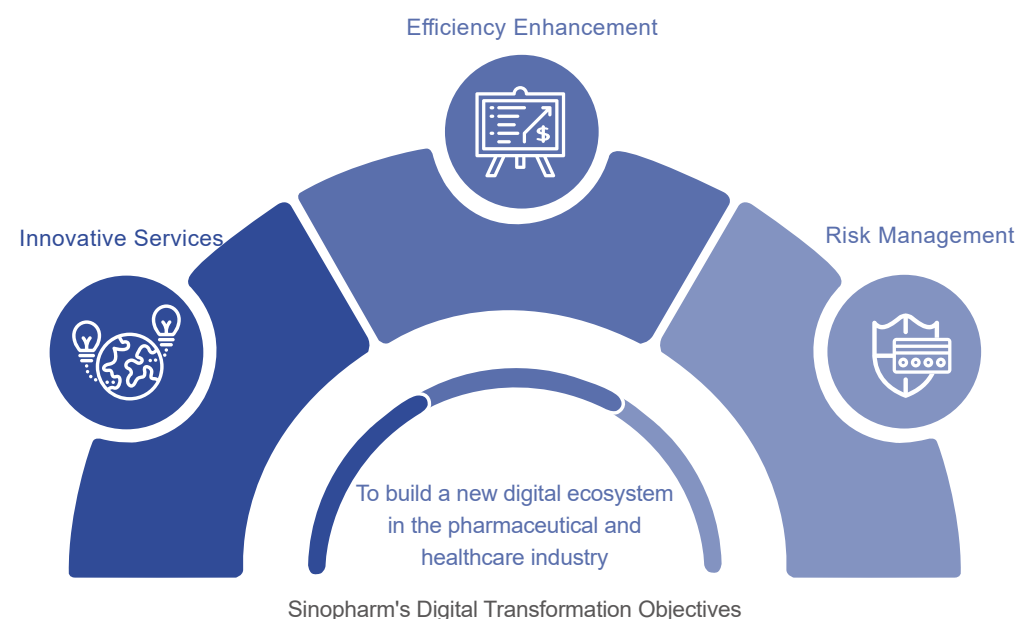 Efficiency Enhancement
Innovative Services
Risk Management
$
To build a new digital ecosystem
in the pharmaceutical and
healthcare industry
Sinopharm's Digital Transformation Objectives